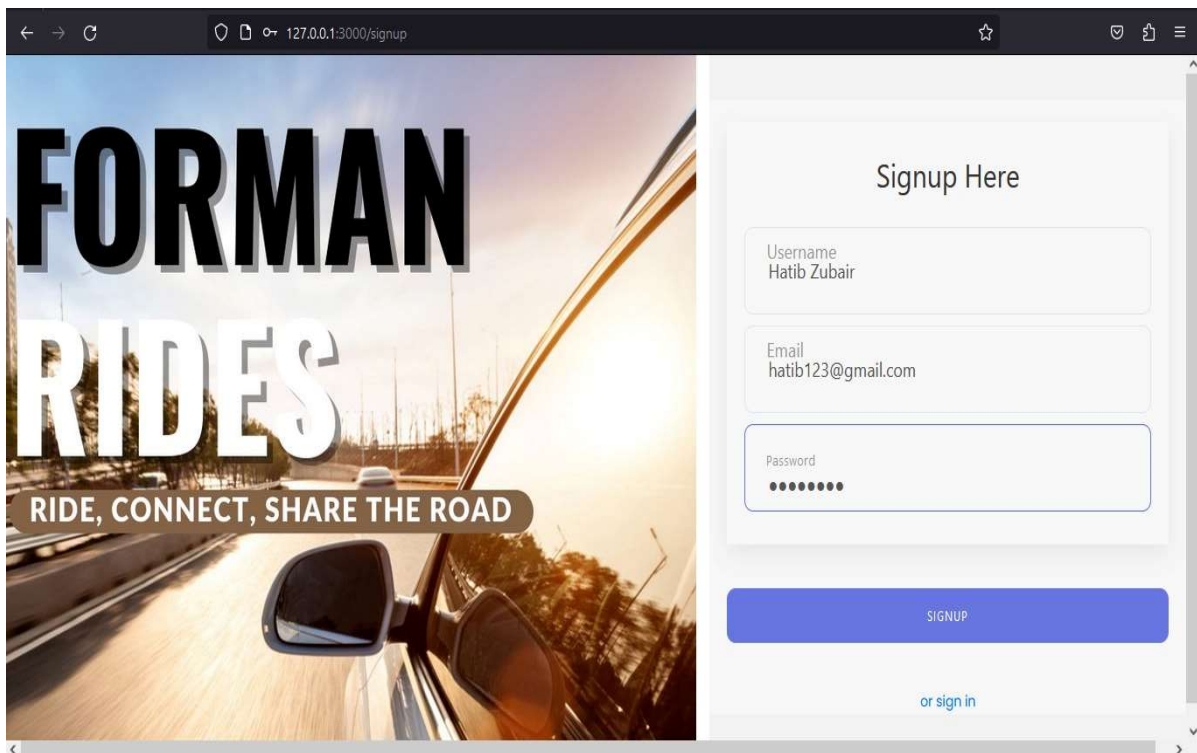 127.0.0.1:3000/signup
FORMAN
RIDES
RIDE, CONNECT, SHARE THE ROAD
Signup Here
Username
Hatib Zubair
Email
hatib123@gmail.com
Password
••••••••
SIGNUP
or sign in